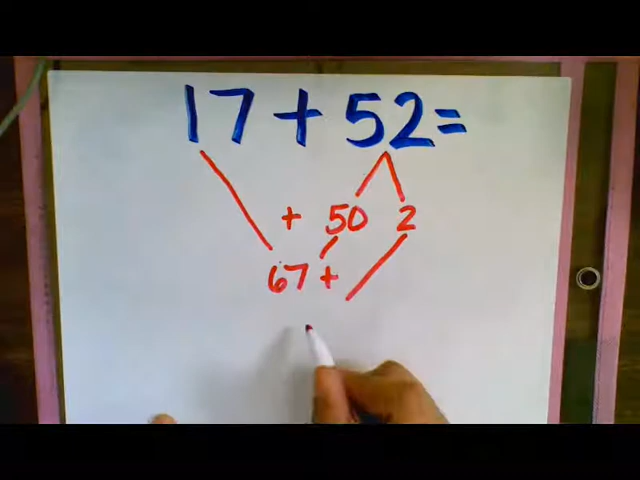 17 + 52 =
+ 50 2
67 +